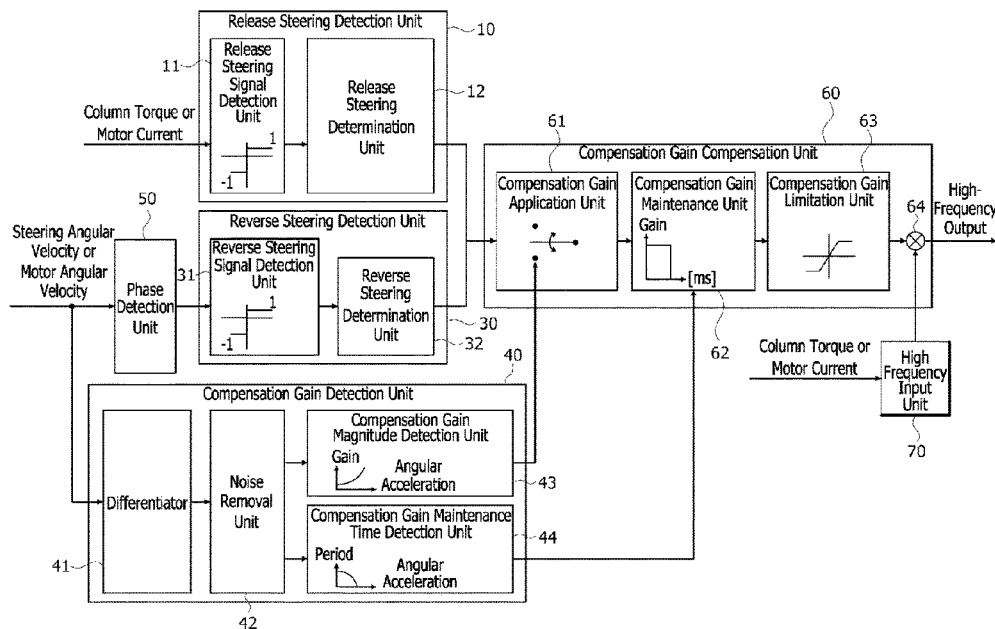 Release Steering Detection Unit
10
11
Release
Steering
Signal
Detection
Unit
1
-1
12
Release
Steering
Determination
Unit
Column Torque or
Motor Current
50
Steering Angular
Velocity or
Motor Angular
Velocity
Phase
Detection
Unit
Reverse Steering Detection Unit
31
Reverse Steering
Signal Detection
Unit
1
-1
Reverse
Steering
Determination
Unit
32
30
60
Compensation Gain Compensation Unit
61
Compensation Gain
Application Unit
Compensation Gain
Maintenance Unit
Gain
[ms]
62
63
Compensation Gain
Limitation Unit
64
High-
Frequency
Output
Column Torque or
Motor Current
High
Frequency
Input
Unit
70
40
Compensation Gain Detection Unit
Differentiator
41
Noise
Removal
Unit
42
Compensation Gain
Magnitude Detection Unit
Gain
Angular
Acceleration
43
Compensation Gain Maintenance
Time Detection Unit
44
Period
Angular
Acceleration